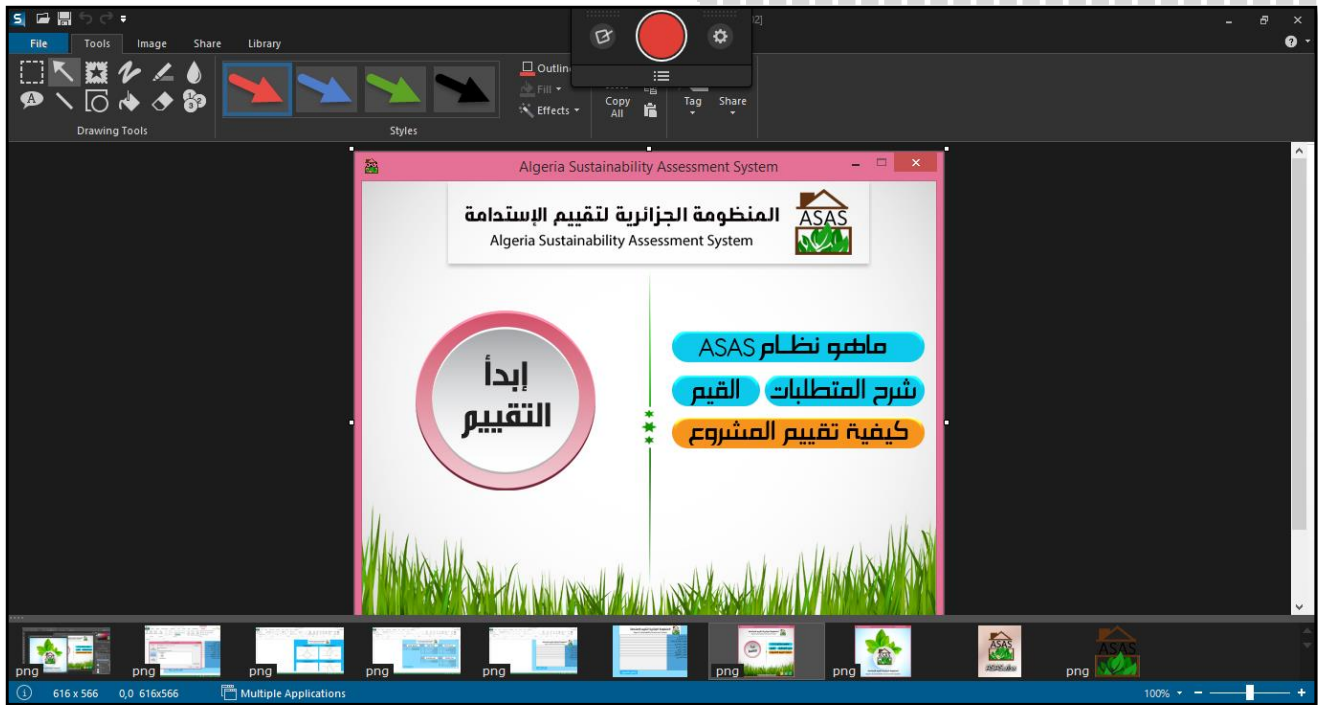 2]
File Tools Image Share Library
Effects
Fill
Copy All
Tag Share
Drawing Tools
Styles
Algeria Sustainability Assessment System
المنظومة الجزائرية لتقييم الإستدامة
Algeria Sustainability Assessment System
ASAS
إبدأ
التقييم
ماهو نظام ASAS
شرح المتطلبات القيم
كيفية تقييم المشروع
png png png png png png png png
ASAS
616 x 566 0,0 616x566 Multiple Applications 100%